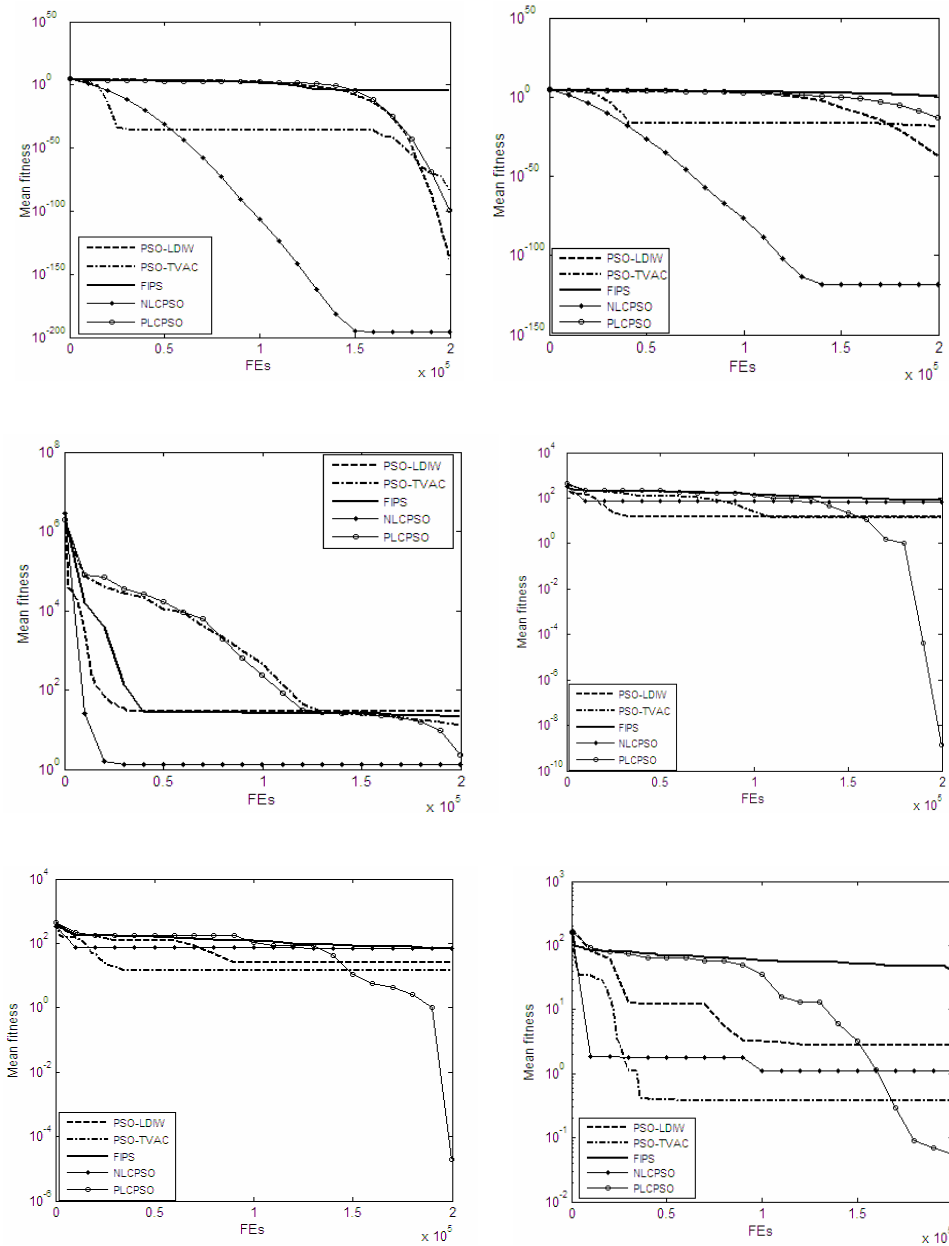 10^50
10^0
10^-50
10^-100
10^-150
10^-200
Mean fitness
PSO-LDIW
PSO-TVAC
FIPS
NLCPSO
PLCPSO
0 0.5 1 1.5 2
FEs
x 10^5
10^50
10^0
10^-50
10^-100
10^-150
Mean fitness
PSO-LDIW
PSO-TVAC
FIPS
NLCPSO
PLCPSO
0 0.5 1 1.5 2
FEs
x 10^5
10^8
10^6
10^4
10^2
10^0
Mean fitness
PSO-LDIW
PSO-TVAC
FIPS
NLCPSO
PLCPSO
0 0.5 1 1.5 2
FEs
x 10^5
10^4
10^2
10^0
10^-2
10^-4
10^-6
10^-8
10^-10
Mean fitness
PSO-LDIW
PSO-TVAC
FIPS
NLCPSO
PLCPSO
0 0.5 1 1.5 2
FEs
x 10^5
10^4
10^2
10^0
10^-2
10^-4
10^-6
Mean fitness
PSO-LDIW
PSO-TVAC
FIPS
NLCPSO
PLCPSO
0 0.5 1 1.5 2
FEs
x 10^5
10^3
10^2
10^1
10^0
10^-1
10^-2
Mean fitness
PSO-LDIW
PSO-TVAC
FIPS
NLCPSO
PLCPSO
0 0.5 1 1.5
FEs
x 10